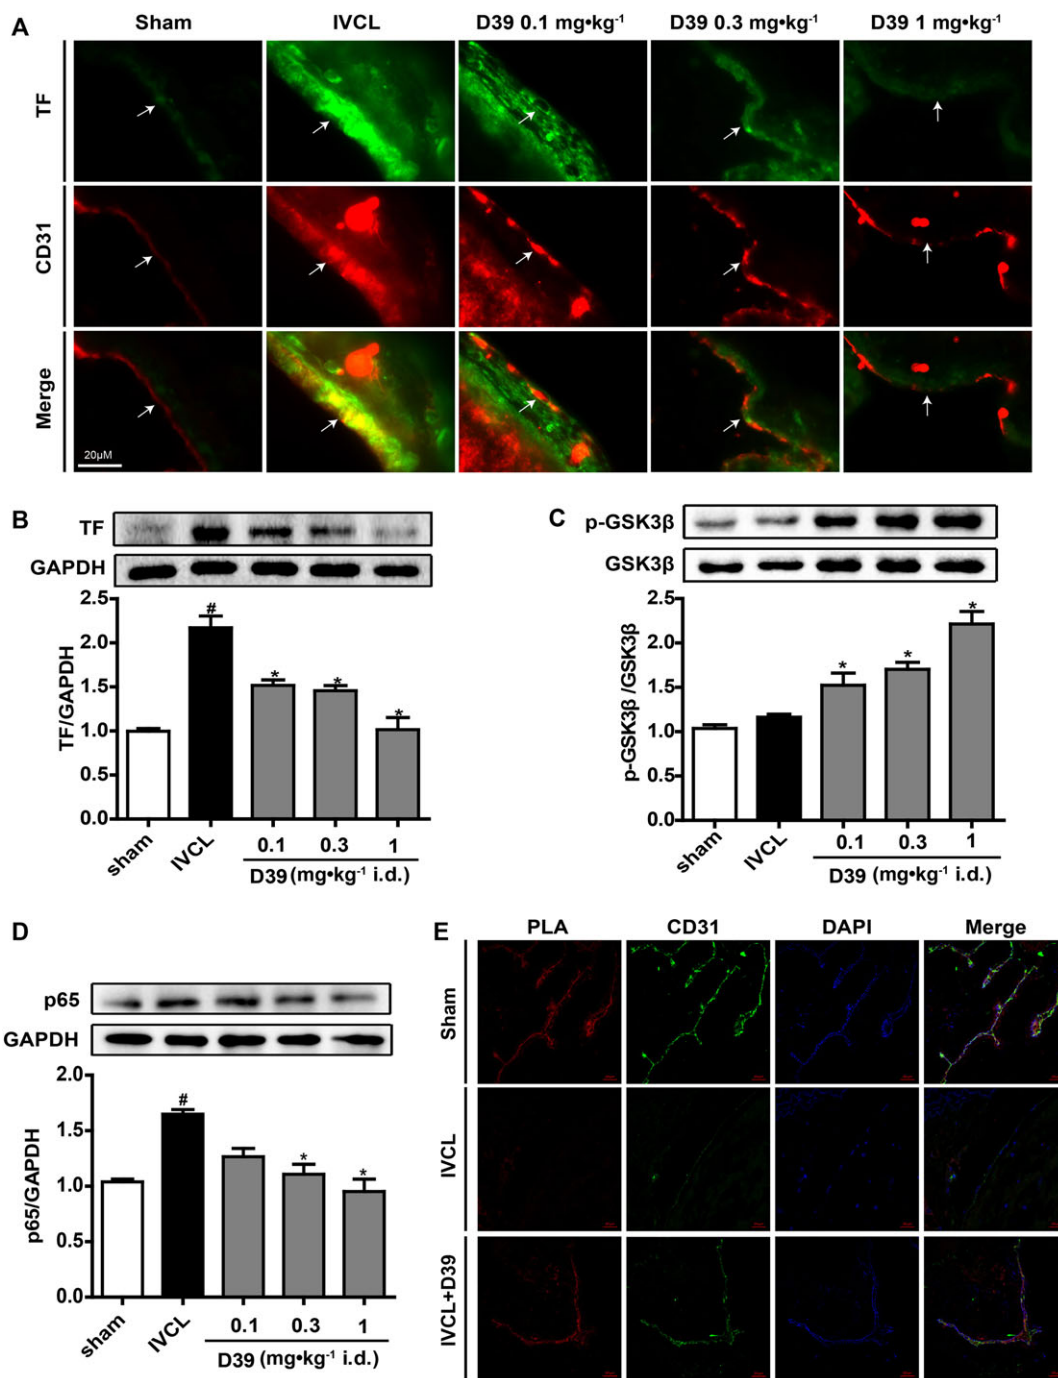 A
Sham
IVCL
D39 0.1 mg•kg⁻¹
D39 0.3 mg•kg⁻¹
D39 1 mg•kg⁻¹
TF
CD31
Merge
20μM
B
TF
GAPDH
TF/GAPDH
2.5
2.0
1.5
1.0
0.5
0.0
#
*
*
*
sham
IVCL
0.1
0.3
1
D39 (mg•kg⁻¹ i.d.)
C
p-GSK3β
GSK3β
p-GSK3β/GSK3β
2.5
2.0
1.5
1.0
0.5
0.0
*
*
*
sham
IVCL
0.1
0.3
1
D39 (mg•kg⁻¹ i.d.)
D
p65
GAPDH
p65/GAPDH
2.0
1.5
1.0
0.5
0.0
#
*
*
sham
IVCL
0.1
0.3
1
D39 (mg•kg⁻¹ i.d.)
E
PLA
CD31
DAPI
Merge
Sham
IVCL
IVCL+D39